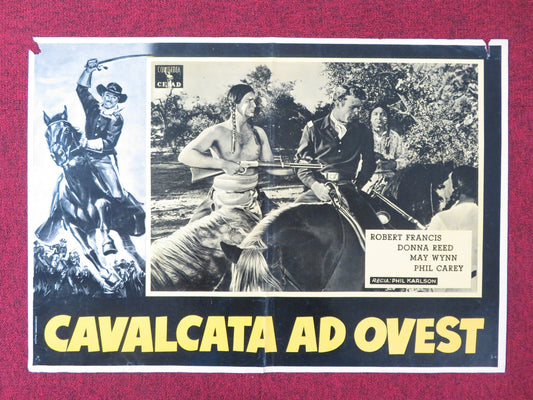 COLUMBIA
CEIAD
ROBERT FRANCIS
DONNA REED
MAY WYNN
PHIL CAREY
REGIA: PHIL KARLSON
CAVALCATA AD OVEST